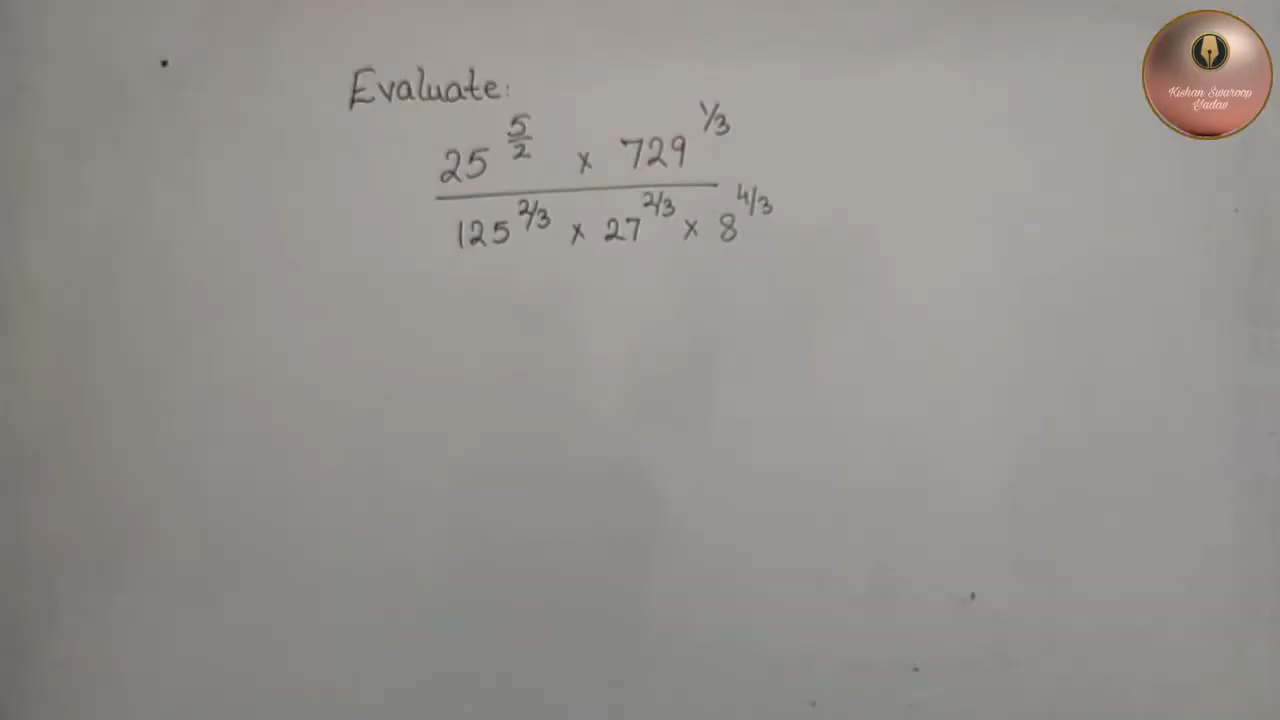 Evaluate:
25^(5/2) × 729^(1/3)
125^(2/3) × 27^(2/3) × 8^(4/3)
Kishan Swaroop
Yadav